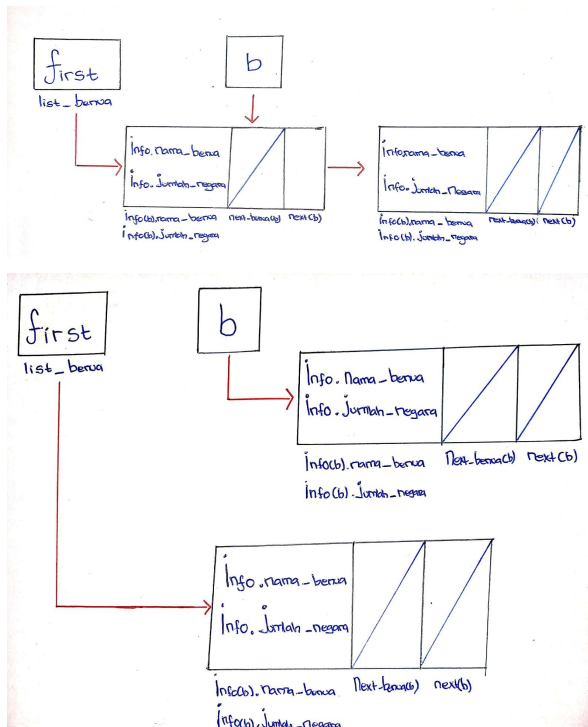 first
b
list_benua
info.nama_benua
info.jumlah_negara
info(b).nama_benua next_benua(b) next(b)
info(b).jumlah_negara
info.nama_benua
info.jumlah_negara
info(b).nama_benua next_benua(b) next(b)
info(b).jumlah_negara
first
b
list_benua
Info.nama_benua
Info.jumlah_negara
info(b).nama_benua next_benua(b) next(b)
info(b).jumlah_negara
Info.nama_benua
Info.jumlah_negara
info(b).nama_benua next_benua(b) next(b)
info(b).jumlah_negara